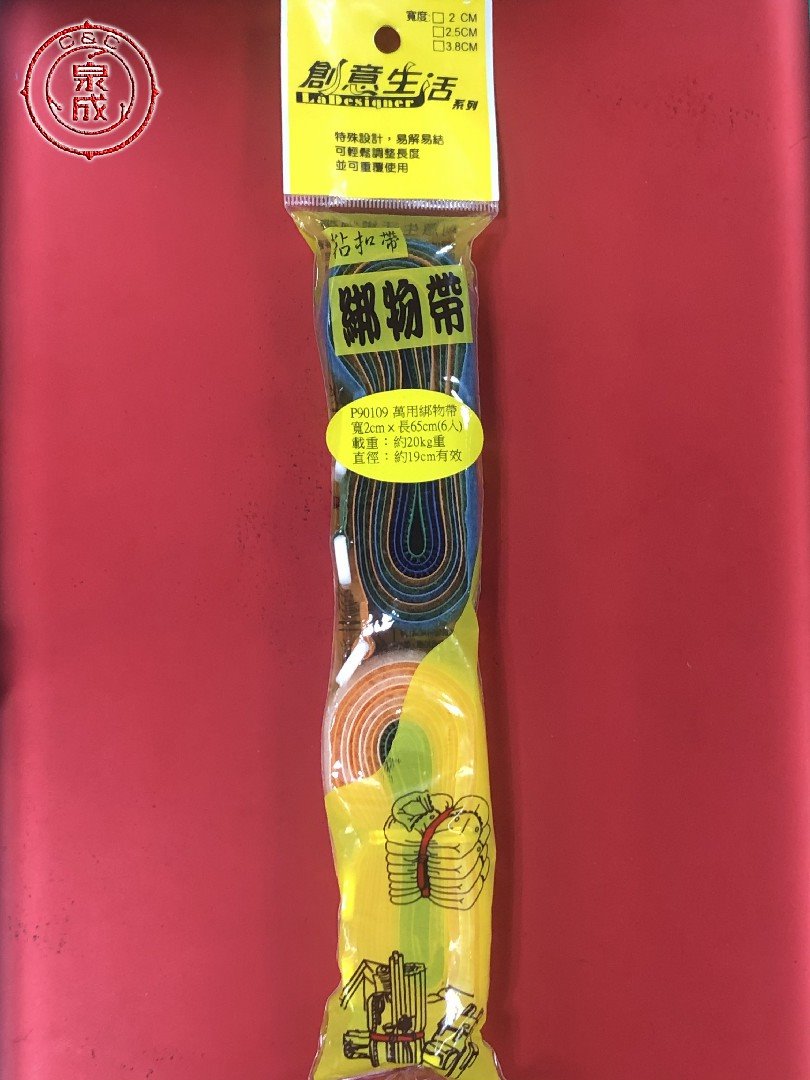 C&C
泉成
寬度:□ 2 CM
□2.5CM
□3.8CM
創意生活
LaDesigner
系列
特殊設計，易解易結
可輕鬆調整長度
並可重覆使用
粘扣帶
綁物帶
P90109 萬用綁物帶
寬2cm x 長65cm(6入)
載重：約20kg重
直徑：約19cm有效